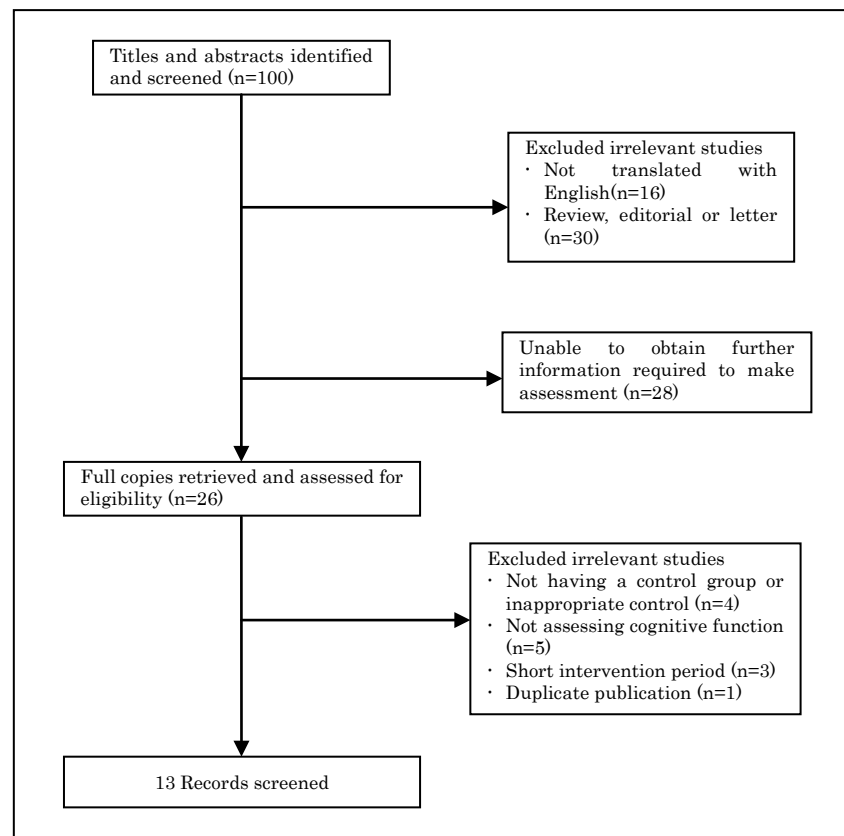 Titles and abstracts identified
and screened (n=100)
Excluded irrelevant studies
· Not translated with
English(n=16)
· Review, editorial or letter
(n=30)
Unable to obtain further
information required to make
assessment (n=28)
Full copies retrieved and assessed for
eligibility (n=26)
Excluded irrelevant studies
· Not having a control group or
inappropriate control (n=4)
· Not assessing cognitive function
(n=5)
· Short intervention period (n=3)
· Duplicate publication (n=1)
13 Records screened